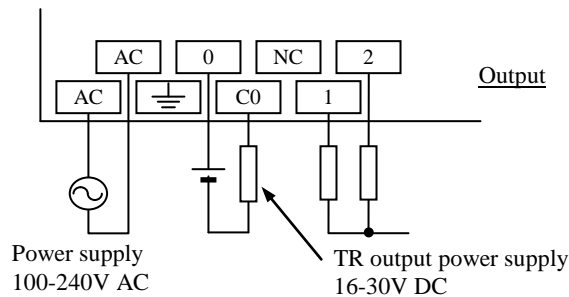 AC 0 NC 2
AC C0 1
Output
Power supply
100-240V AC
TR output power supply
16-30V DC